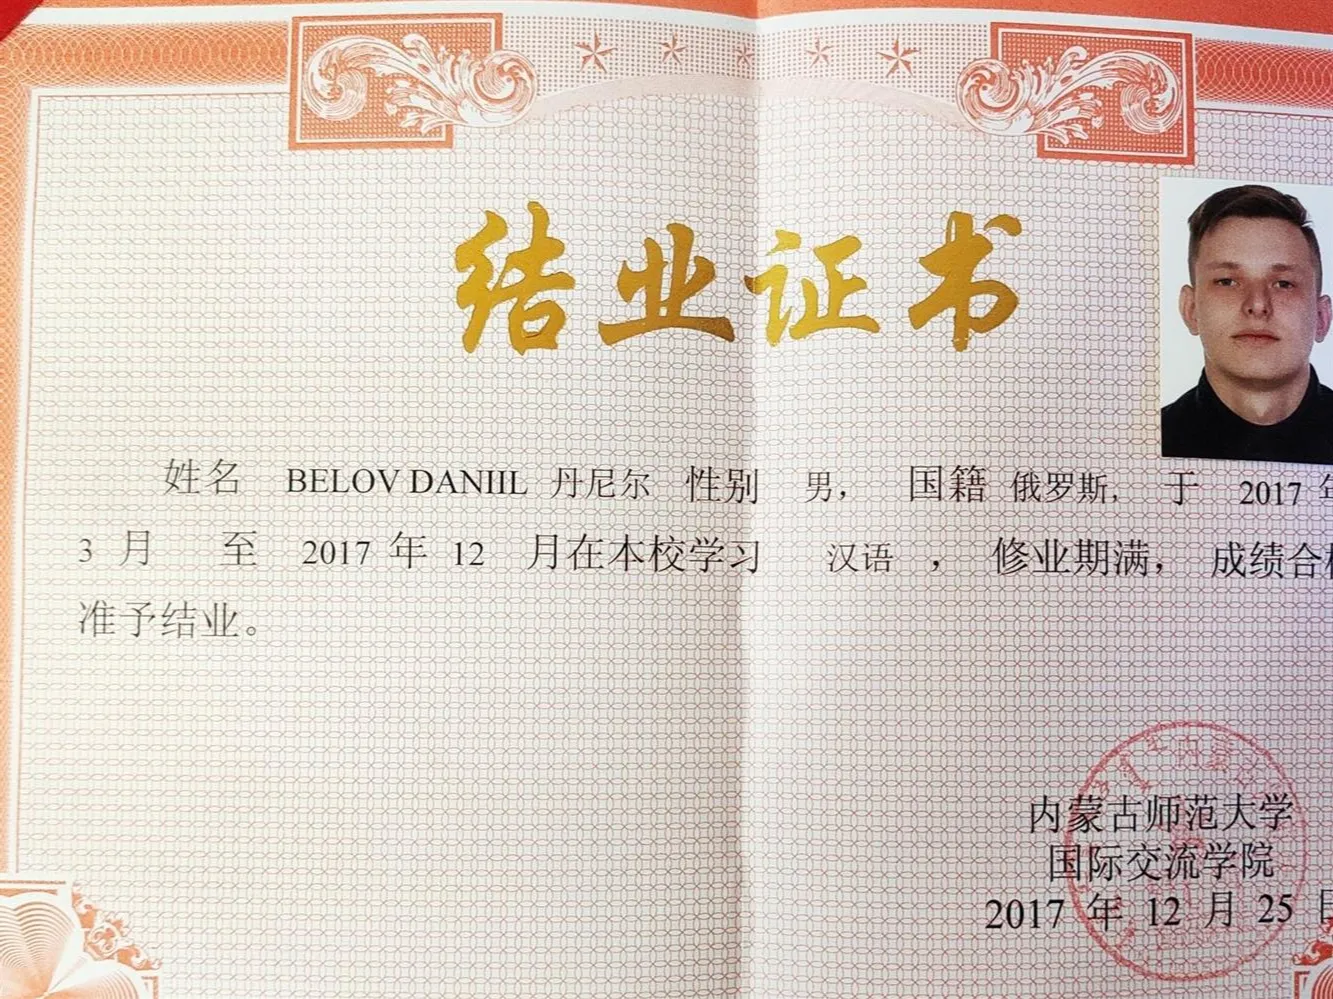 结业证书
姓名 BELOV DANIIL 丹尼尔 性别 男， 国籍 俄罗斯, 于 2017 年
3 月 至 2017 年 12 月在本校学习 汉语 ， 修业期满， 成绩合格
准予结业。
内蒙古师范大学
国际交流学院
2017 年 12 月 25 日